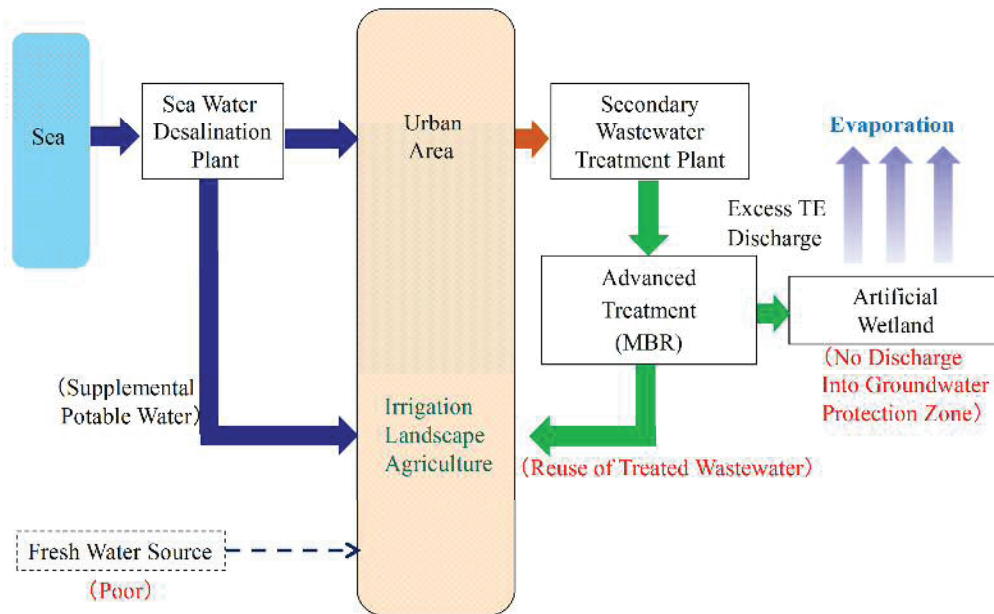 Sea
Sea Water
Desalination
Plant
Urban
Area
Secondary
Wastewater
Treatment Plant
Evaporation
Excess TE
Discharge
Advanced
Treatment
(MBR)
Artificial
Wetland
(No Discharge
Into Groundwater
Protection Zone)
(Supplemental
Potable Water)
Irrigation
Landscape
Agriculture
(Reuse of Treated Wastewater)
Fresh Water Source
(Poor)